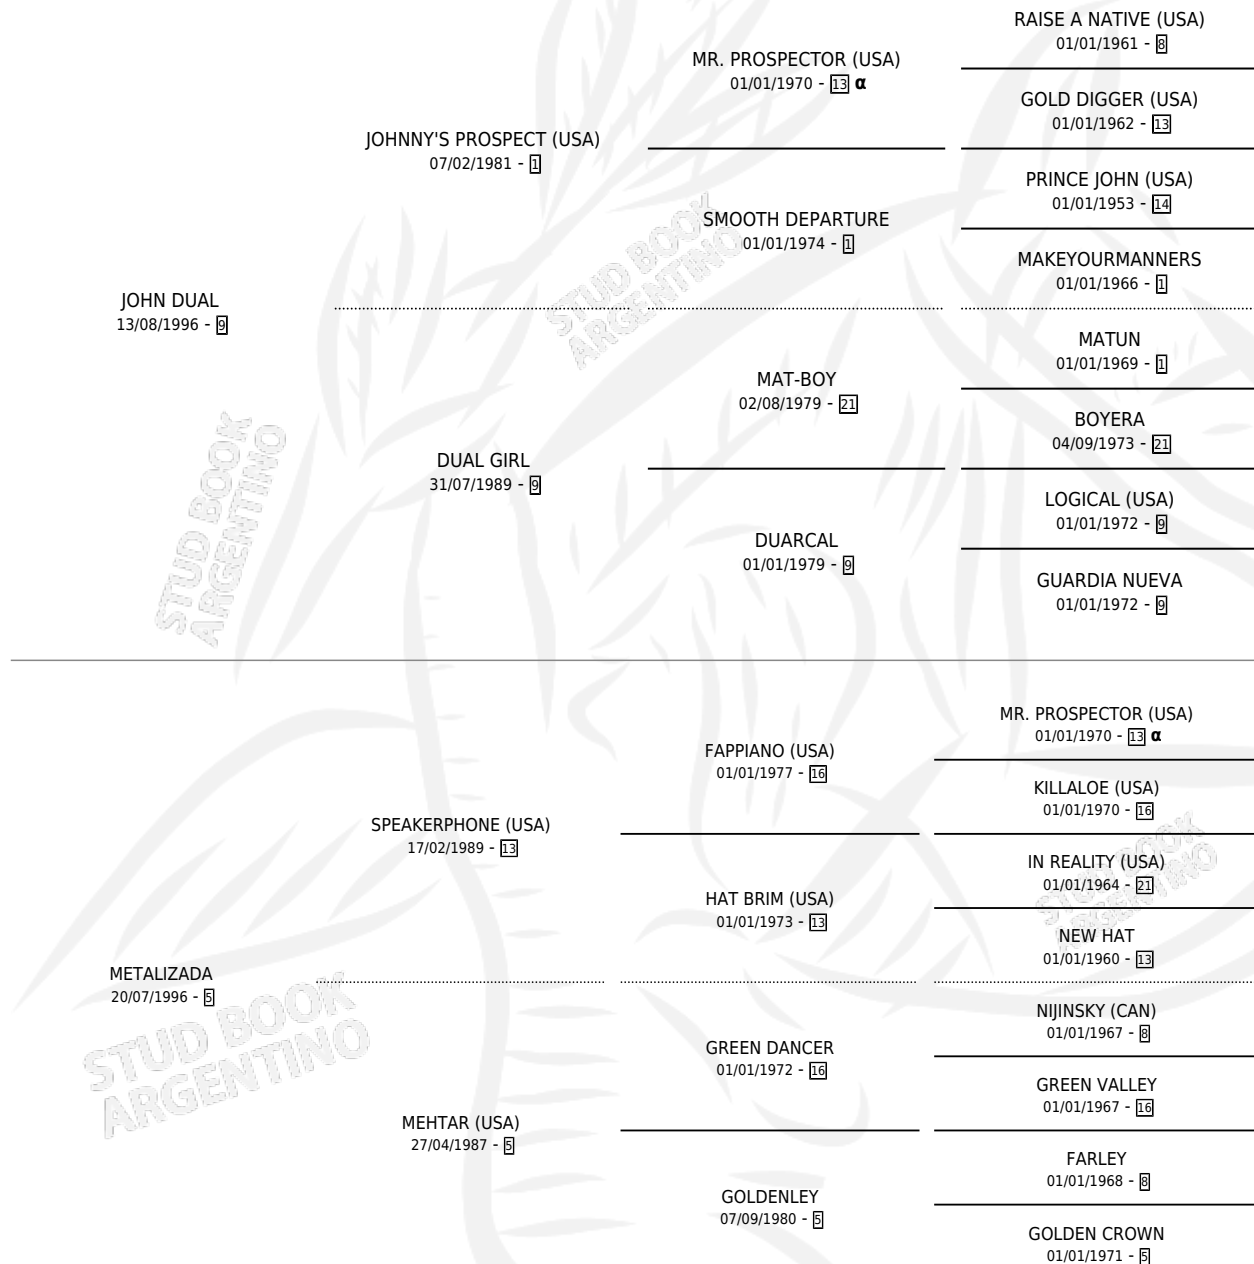 RAISE A NATIVE (USA)
01/01/1961 - 8
MR. PROSPECTOR (USA)
01/01/1970 - 13 α
GOLD DIGGER (USA)
01/01/1962 - 13
JOHNNY'S PROSPECT (USA)
07/02/1981 - 1
PRINCE JOHN (USA)
01/01/1953 - 14
SMOOTH DEPARTURE
01/01/1974 - 1
MAKEYOURMANNERS
01/01/1966 - 1
JOHN DUAL
13/08/1996 - 9
MATUN
01/01/1969 - 1
MAT-BOY
02/08/1979 - 21
BOYERA
04/09/1973 - 21
DUAL GIRL
31/07/1989 - 9
LOGICAL (USA)
01/01/1972 - 9
DUARCAL
01/01/1979 - 9
GUARDIA NUEVA
01/01/1972 - 9
MR. PROSPECTOR (USA)
01/01/1970 - 13 α
FAPPIANO (USA)
01/01/1977 - 16
KILLALOE (USA)
01/01/1970 - 16
SPEAKERPHONE (USA)
17/02/1989 - 13
IN REALITY (USA)
01/01/1964 - 21
HAT BRIM (USA)
01/01/1973 - 13
NEW HAT
01/01/1960 - 13
METALIZADA
20/07/1996 - 5
NIJINSKY (CAN)
01/01/1967 - 8
GREEN DANCER
01/01/1972 - 16
GREEN VALLEY
01/01/1967 - 16
MEHTAR (USA)
27/04/1987 - 5
FARLEY
01/01/1968 - 8
GOLDENLEY
07/09/1980 - 5
GOLDEN CROWN
01/01/1971 - 5
STUD BOOK
ARGENTINO
STUD BOOK
ARGENTINO
STUD BOOK
ARGENTINO
STUD BOOK
ARGENTINO